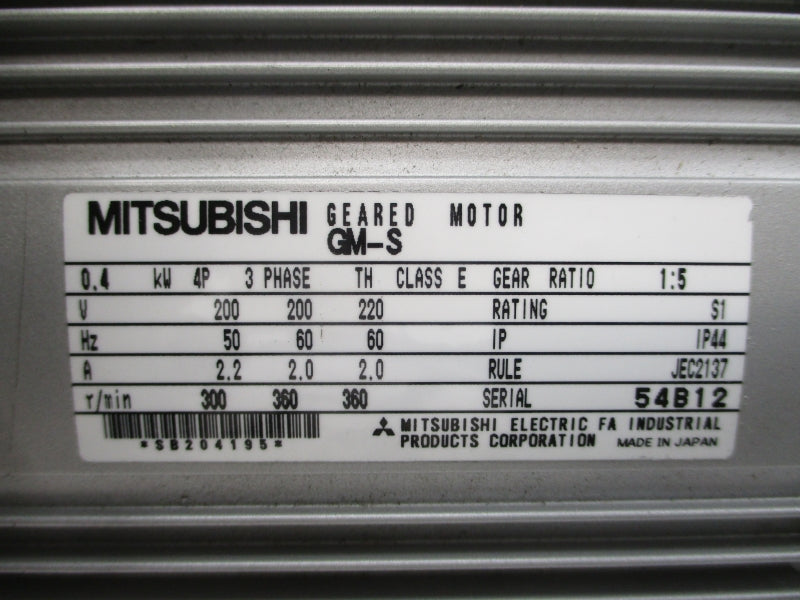 MITSUBISHI GEARED MOTOR
GM-S
0.4 kW 4P 3 PHASE TH CLASS E GEAR RATIO 1:5
V 200 200 220 RATING S1
Hz 50 60 60 IP IP44
A 2.2 2.0 2.0 RULE JEC2137
r/min 300 360 360 SERIAL 54B12
*SB204195*
MITSUBISHI ELECTRIC FA INDUSTRIAL
PRODUCTS CORPORATION MADE IN JAPAN